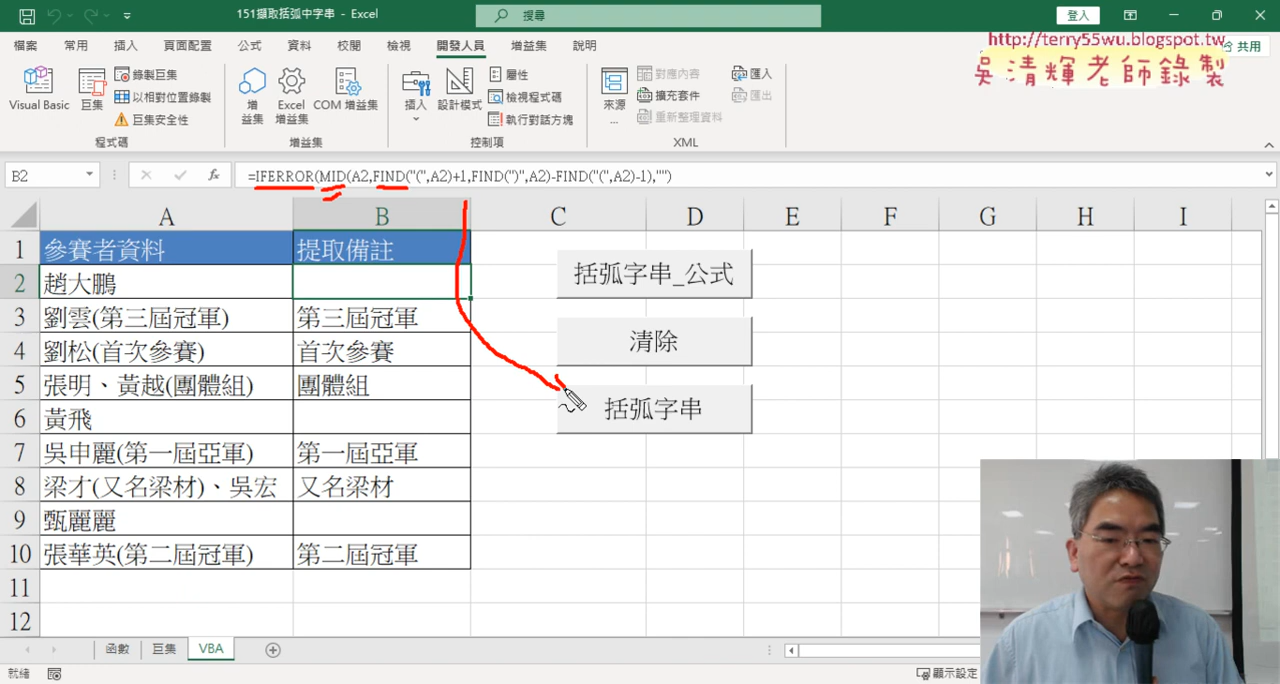 151擷取括弧中字串 - Excel
搜尋
登入
檔案 常用 插入 頁面配置 公式 資料 校閱 檢視 開發人員 增益集 說明
共用
http://terry55wu.blogspot.tw
吳清輝老師錄製
Visual Basic
巨集
錄製巨集
以相對位置錄製
巨集安全性
程式碼
增益集
Excel 增益集
COM 增益集
增益集
插入
設計模式
屬性
檢視程式碼
執行對話方塊
控制項
來源
...
對應內容
擴充套件
重新整理資料
匯入
匯出
XML
B2
fx
=IFERROR(MID(A2,FIND("(",A2)+1,FIND(")",A2)-FIND("(",A2)-1),"")
A B C D E F G H I
1 參賽者資料 提取備註
2 趙大鵬
3 劉雲(第三屆冠軍) 第三屆冠軍
4 劉松(首次參賽) 首次參賽
5 張明、黃越(團體組) 團體組
6 黃飛
7 吳申麗(第一屆亞軍) 第一屆亞軍
8 梁才(又名梁材)、吳宏 又名梁材
9 甄麗麗
10 張華英(第二屆冠軍) 第二屆冠軍
11
12
括弧字串_公式
清除
括弧字串
函數 巨集 VBA
就緒
顯示設定